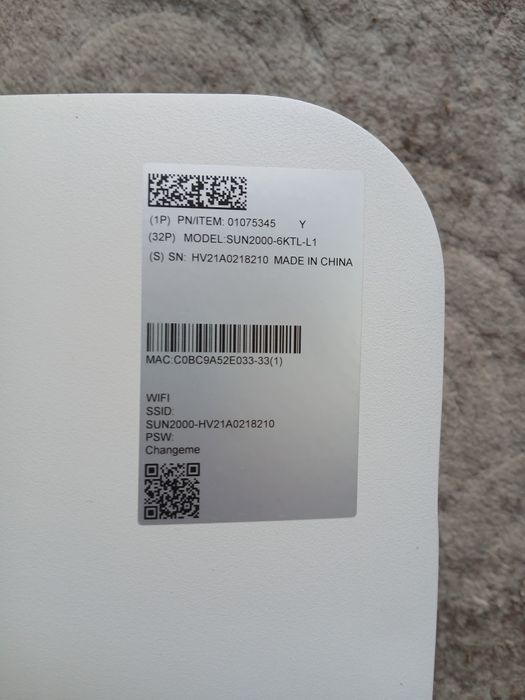 (1P) PN/ITEM: 01075345 Y
(32P) MODEL:SUN2000-6KTL-L1
(S) SN: HV21A0218210 MADE IN CHINA
MAC:C0BC9A52E033-33(1)
WIFI
SSID:
SUN2000-HV21A0218210
PSW:
Changeme